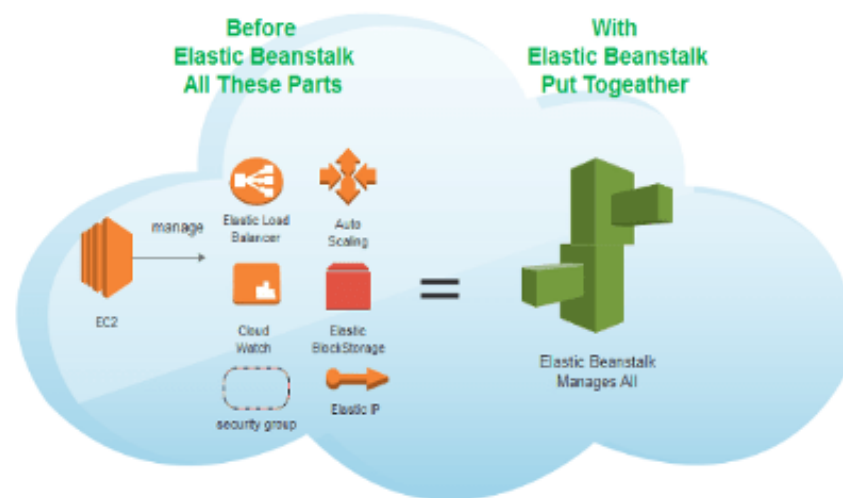 Before
Elastic Beanstalk
All These Parts
With
Elastic Beanstalk
Put Togeather
manage
EC2
Elastic Load
Balancer
Auto
Scaling
Cloud
Watch
Elastic
BlockStorage
security group
Elastic IP
=
Elastic Beanstalk
Manages All